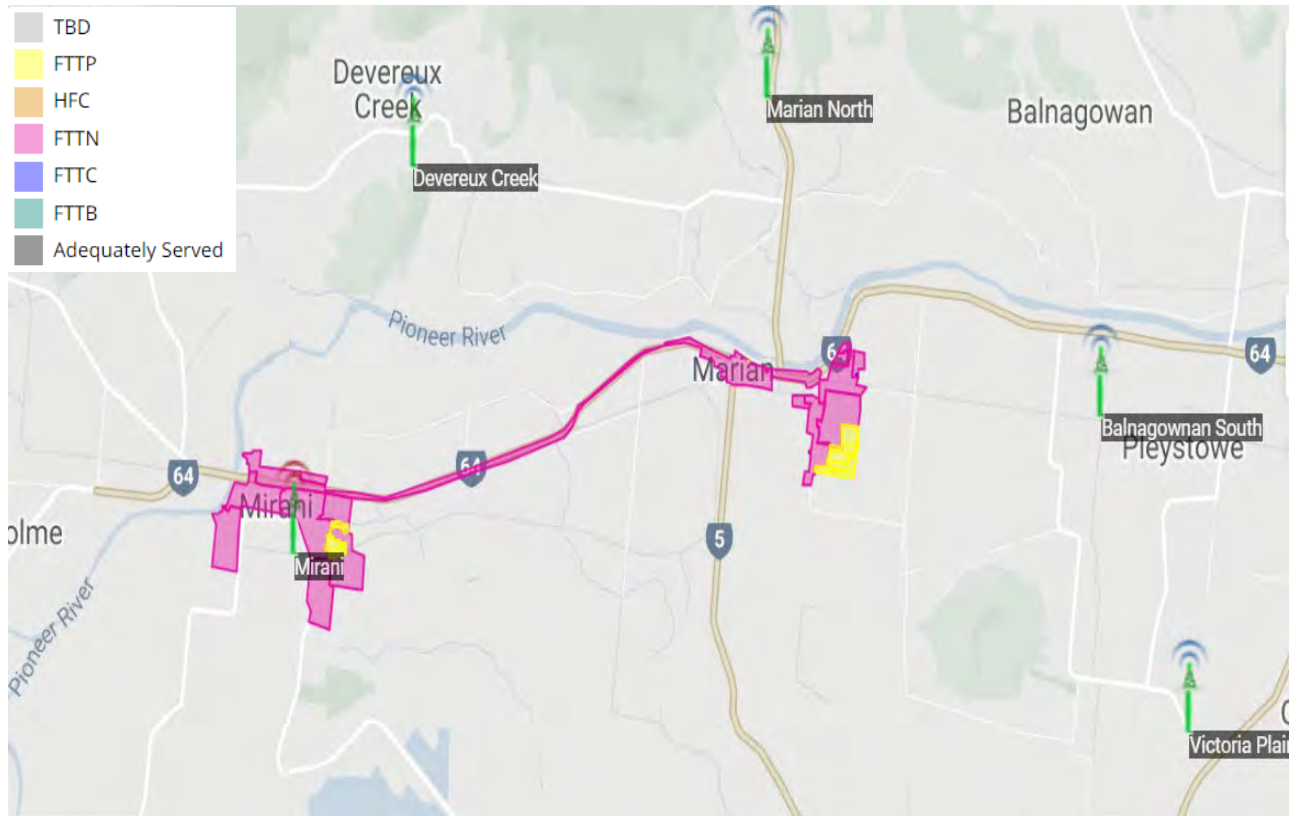 TBD
FTTP
HFC
FTTN
FTTC
FTTB
Adequately Served
Devereux
Creek
Devereux Creek
Marian North
Balnagowan
Pioneer River
Marian
64
64
Balnagownan South
Pleystowe
64
64
Mirani
Mirani
olme
5
Pioneer River
Victoria Plai